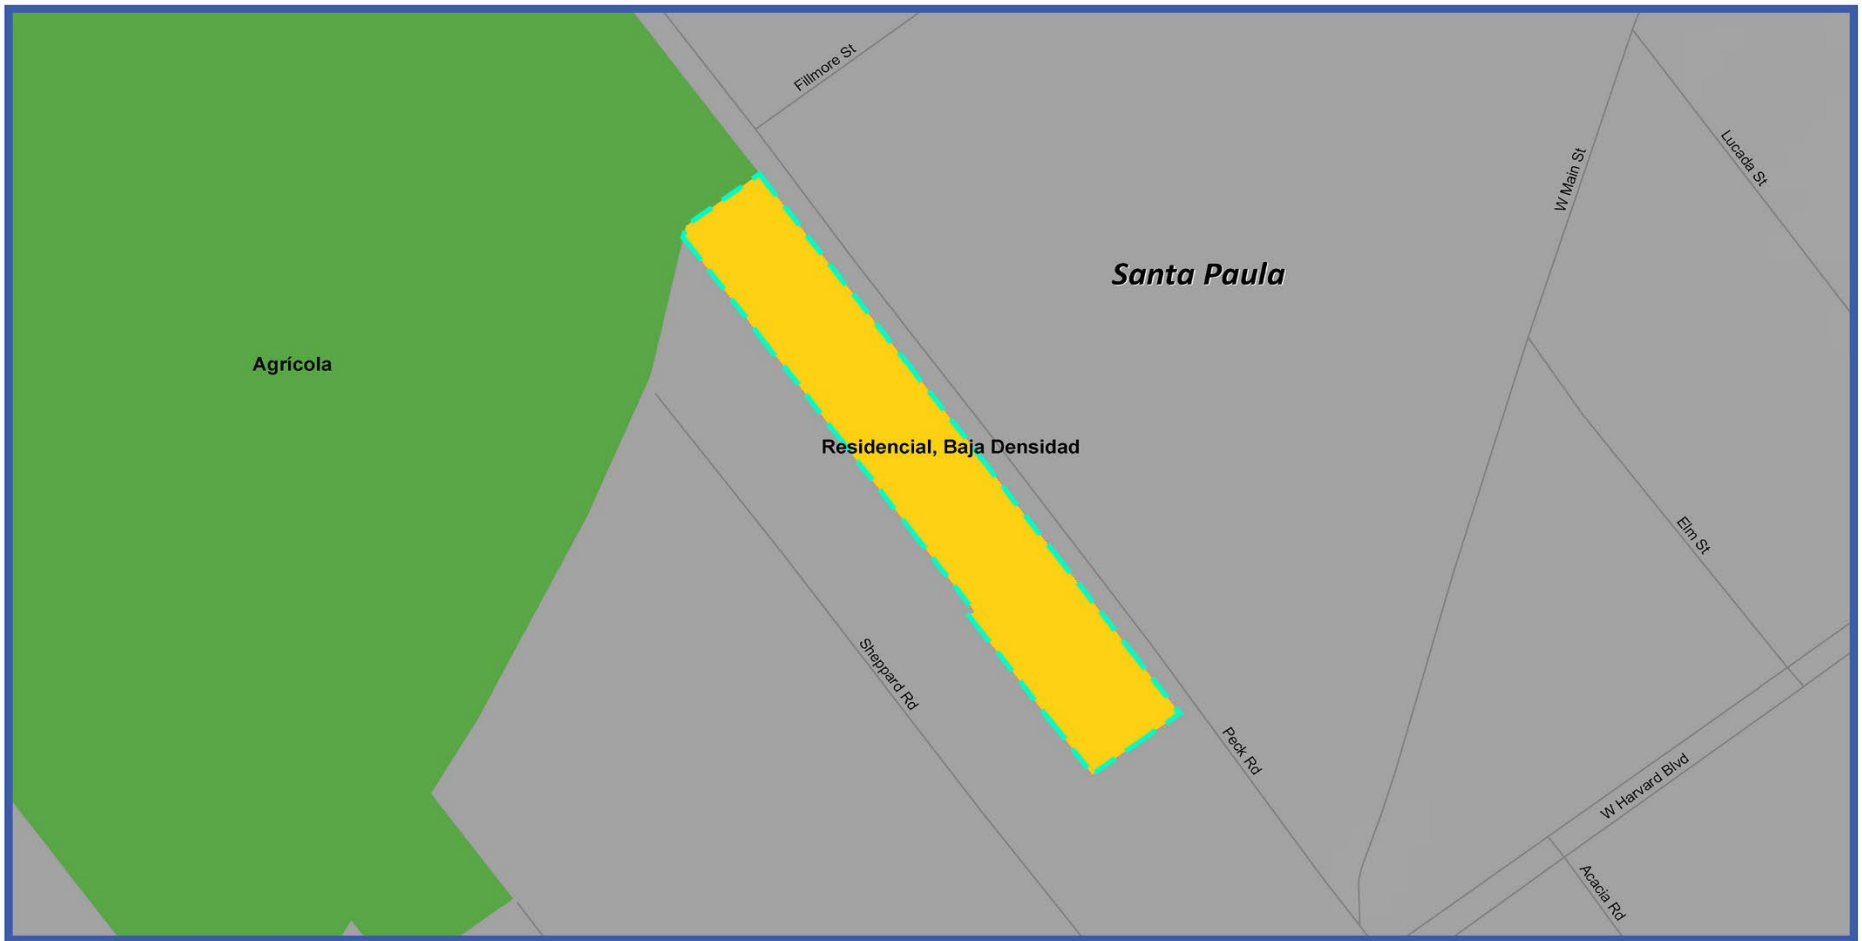 Fillmore St
Lucada St
W Main St
Santa Paula
Agrícola
Residencial, Baja Densidad
Elm St
Sheppard Rd
Peck Rd
W Harvard Blvd
Acacia Rd